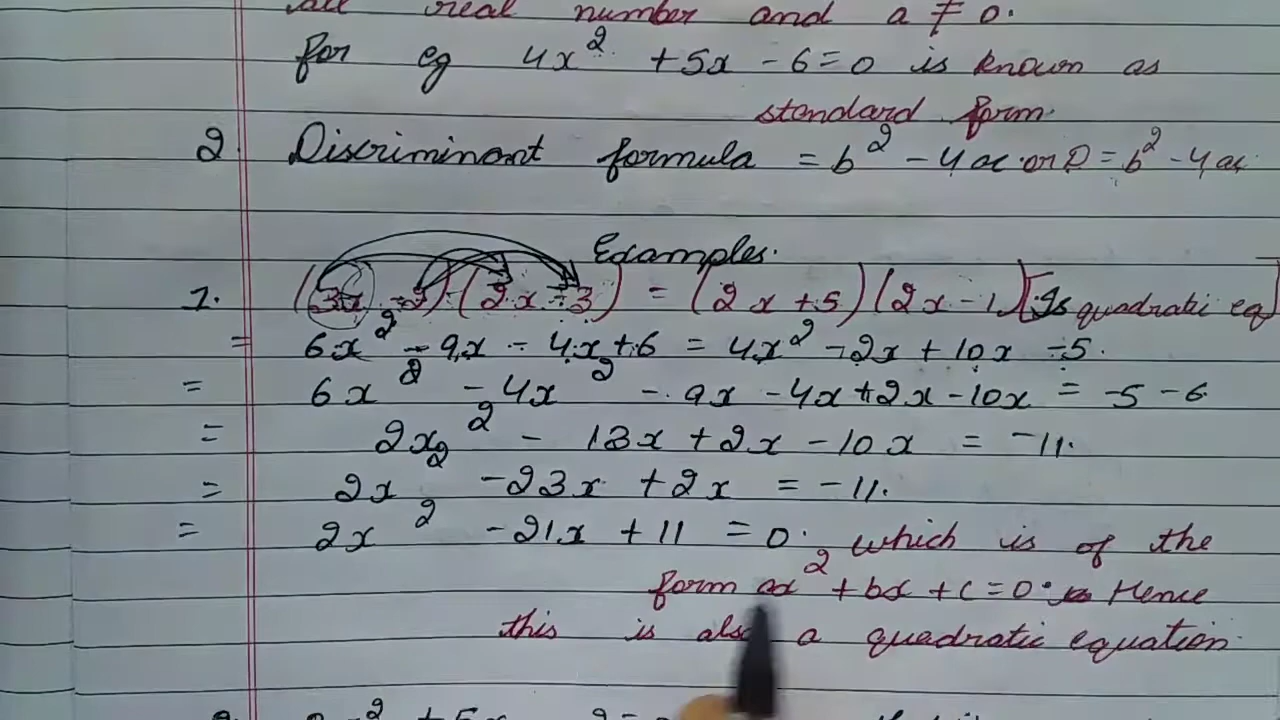 all real number and a ≠ 0.
for eg 4x² + 5x - 6 = 0 is known as
standard form.
2. Discriminant formula = b² - 4ac or D = b² - 4ac
Examples.
1. (3x - 2) (2x - 3) = (2x + 5) (2x - 1) [Is quadratic eq]
= 6x² - 9x - 4x + 6 = 4x² - 2x + 10x - 5.
= 6x² - 4x² - 9x - 4x + 2x - 10x = -5 - 6
= 2x² - 13x + 2x - 10x = -11.
= 2x² - 23x + 2x = -11.
= 2x² - 21x + 11 = 0. which is of the
form ax² + bx + c = 0. Hence
this is also a quadratic equation.